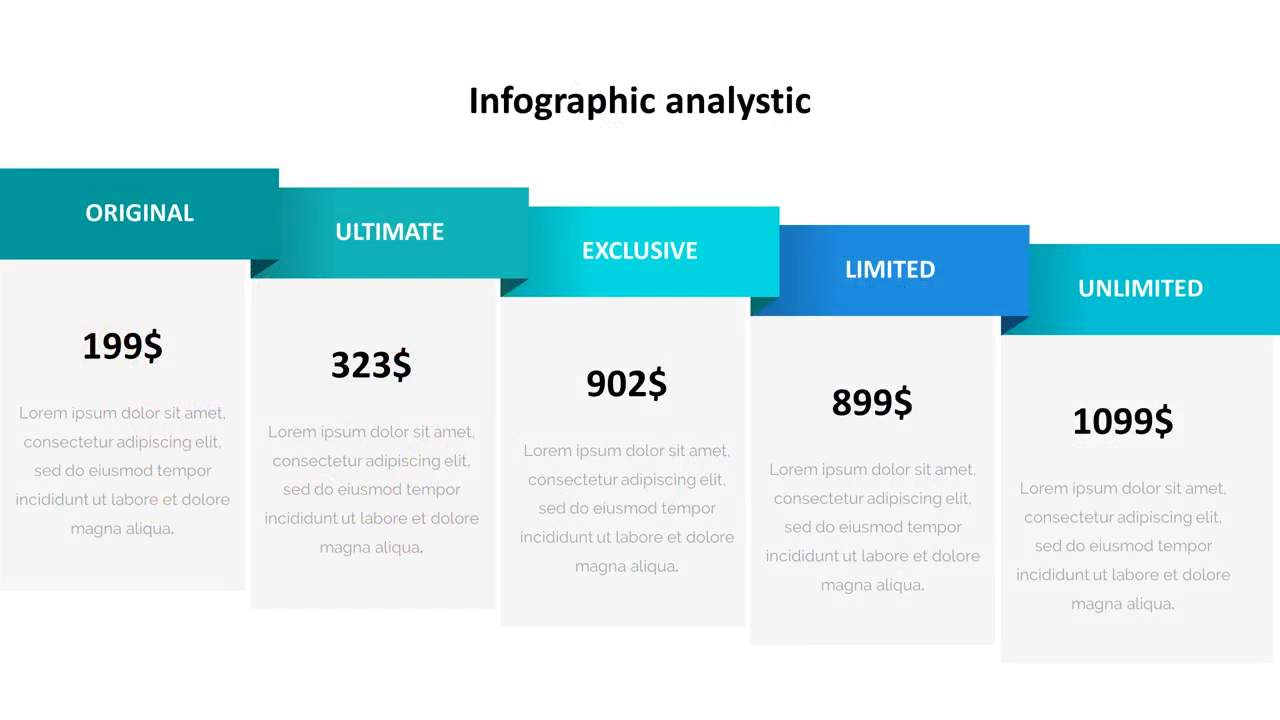 Infographic analystic
ORIGINAL
199$
Lorem ipsum dolor sit amet,
consectetur adipiscing elit,
sed do eiusmod tempor
incididunt ut labore et dolore
magna aliqua.
ULTIMATE
323$
Lorem ipsum dolor sit amet,
consectetur adipiscing elit,
sed do eiusmod tempor
incididunt ut labore et dolore
magna aliqua.
EXCLUSIVE
902$
Lorem ipsum dolor sit amet,
consectetur adipiscing elit,
sed do eiusmod tempor
incididunt ut labore et dolore
magna aliqua.
LIMITED
899$
Lorem ipsum dolor sit amet,
consectetur adipiscing elit,
sed do eiusmod tempor
incididunt ut labore et dolore
magna aliqua.
UNLIMITED
1099$
Lorem ipsum dolor sit amet,
consectetur adipiscing elit,
sed do eiusmod tempor
incididunt ut labore et dolore
magna aliqua.